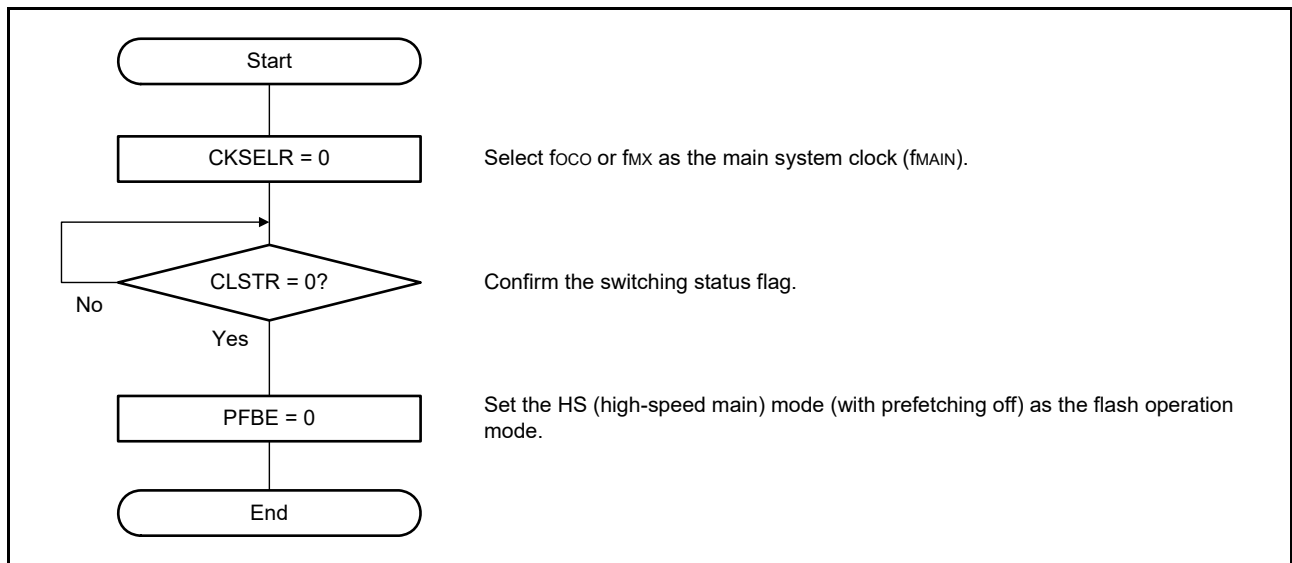 Start
CKSELR = 0
Select fOCO or fMX as the main system clock (fMAIN).
CLSTR = 0?
Confirm the switching status flag.
No
Yes
PFBE = 0
Set the HS (high-speed main) mode (with prefetching off) as the flash operation
mode.
End